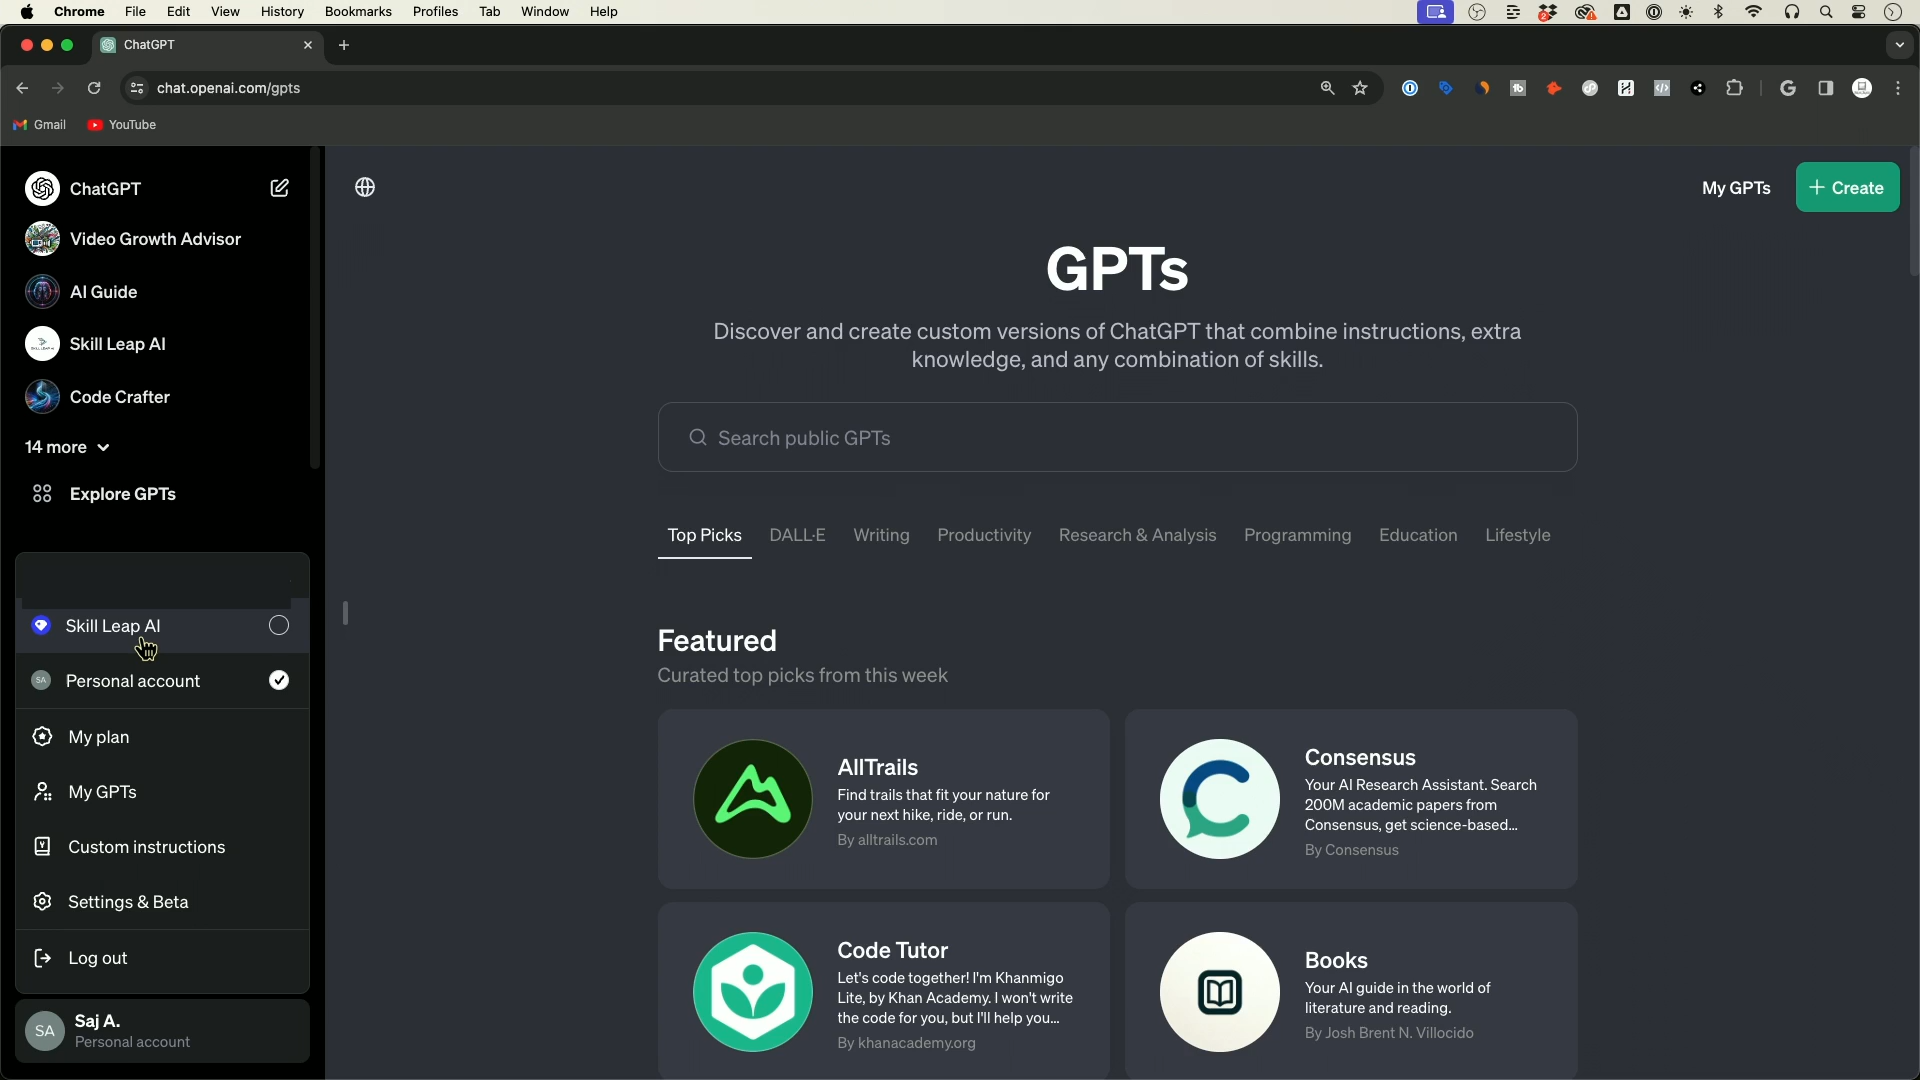 Chrome File Edit View History Bookmarks Profiles Tab Window Help
ChatGPT
chat.openai.com/gpts
Gmail YouTube
ChatGPT
Video Growth Advisor
AI Guide
Skill Leap AI
Code Crafter
14 more
Explore GPTs
Skill Leap AI
SA Personal account
My plan
My GPTs
Custom instructions
Settings & Beta
Log out
SA
Saj A.
Personal account
My GPTs
+ Create
GPTs
Discover and create custom versions of ChatGPT that combine instructions, extra
knowledge, and any combination of skills.
Search public GPTs
Top Picks DALL·E Writing Productivity Research & Analysis Programming Education Lifestyle
Featured
Curated top picks from this week
AllTrails
Find trails that fit your nature for
your next hike, ride, or run.
By alltrails.com
Consensus
Your AI Research Assistant. Search
200M academic papers from
Consensus, get science-based...
By Consensus
Code Tutor
Let's code together! I'm Khanmigo
Lite, by Khan Academy. I won't write
the code for you, but I'll help you...
By khanacademy.org
Books
Your AI guide in the world of
literature and reading.
By Josh Brent N. Villocido